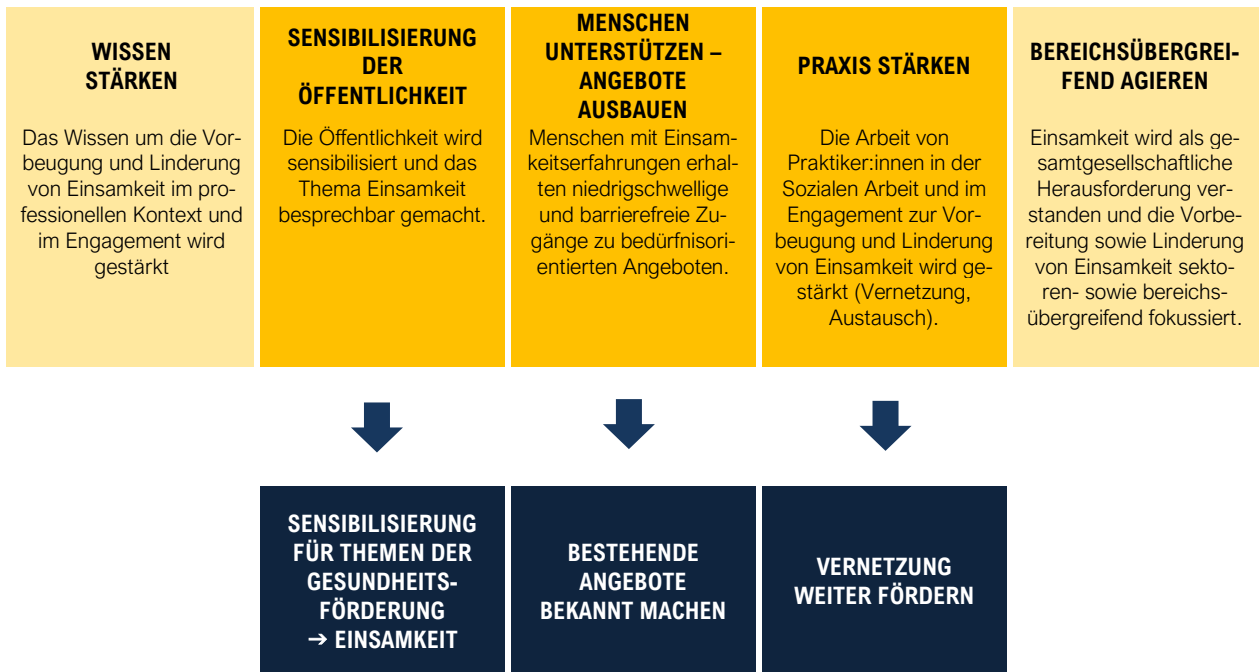 WISSEN
STÄRKEN
Das Wissen um die Vor-
beugung und Linderung
von Einsamkeit im pro-
fessionellen Kontext und
im Engagement wird
gestärkt
SENSIBILISIERUNG
DER
ÖFFENTLICHKEIT
Die Öffentlichkeit wird
sensibilisiert und das
Thema Einsamkeit
besprechbar gemacht.
MENSCHEN
UNTERSTÜTZEN –
ANGEBOTE
AUSBAUEN
Menschen mit Einsam-
keitserfahrungen erhal-
ten niedrigschwellige
und barrierefreie Zu-
gänge zu bedürfnisori-
entierten Angeboten.
PRAXIS STÄRKEN
Die Arbeit von
Praktiker:innen in der
Sozialen Arbeit und im
Engagement zur Vor-
beugung und Linderung
von Einsamkeit wird ge-
stärkt (Vernetzung,
Austausch).
BEREICHSÜBERGREI-
FEND AGIEREN
Einsamkeit wird als ge-
samtgesellschaftliche
Herausforderung ver-
standen und die Vorbe-
reitung sowie Linderung
von Einsamkeit sekto-
ren- sowie bereichs-
übergreifend fokussiert.
SENSIBILISIERUNG
FÜR THEMEN DER
GESUNDHEITS-
FÖRDERUNG
→ EINSAMKEIT
BESTEHENDE
ANGEBOTE
BEKANNT MACHEN
VERNETZUNG
WEITER FÖRDERN